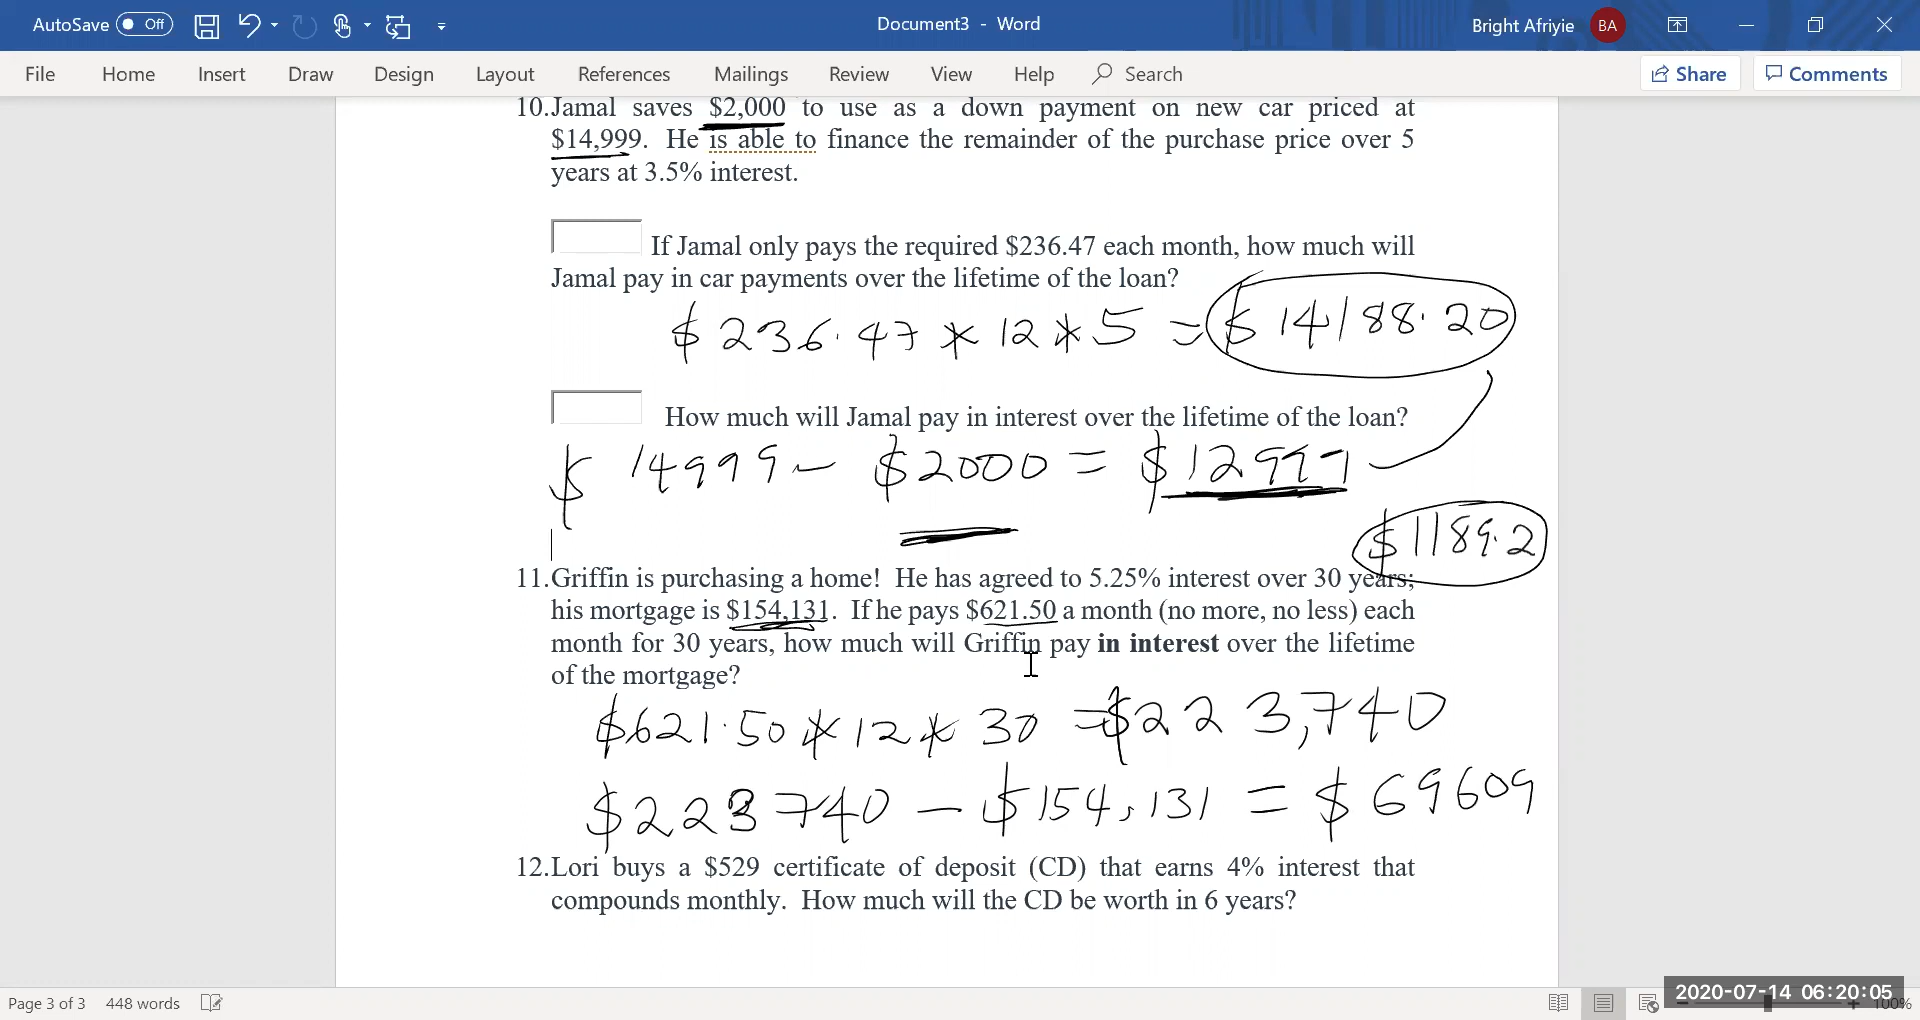 AutoSave Off Document3 - Word Bright Afriyie BA
File Home Insert Draw Design Layout References Mailings Review View Help Search Share Comments
10.Jamal saves $2,000 to use as a down payment on new car priced at
$14,999. He is able to finance the remainder of the purchase price over 5
years at 3.5% interest.
If Jamal only pays the required $236.47 each month, how much will
Jamal pay in car payments over the lifetime of the loan?
$236.47 * 12 * 5 = $14188.20
How much will Jamal pay in interest over the lifetime of the loan?
$14999 - $2000 = $12999
$1189.2
11.Griffin is purchasing a home! He has agreed to 5.25% interest over 30 years;
his mortgage is $154,131. If he pays $621.50 a month (no more, no less) each
month for 30 years, how much will Griffin pay in interest over the lifetime
of the mortgage?
$621.50 * 12 * 30 = $223,740
$223740 - $154,131 = $69609
12.Lori buys a $529 certificate of deposit (CD) that earns 4% interest that
compounds monthly. How much will the CD be worth in 6 years?
Page 3 of 3 448 words 100%
2020-07-14 06:20:05